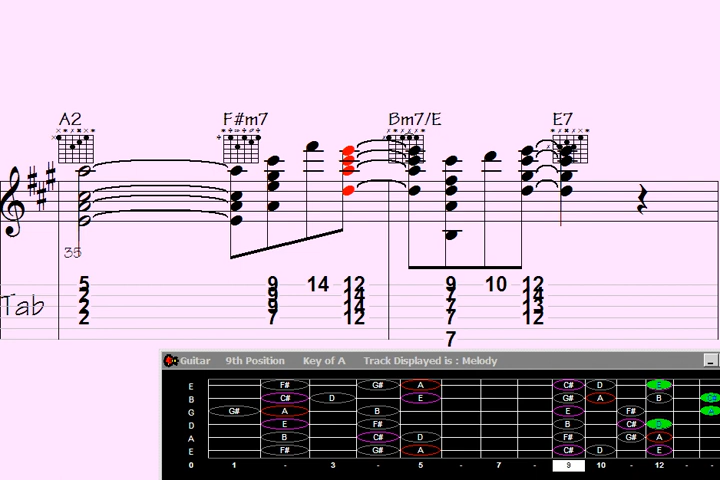 A2 F#m7 Bm7/E E7
35
5 9 14 12 9 10 12
2 9 14 7 14
2 9 14 7 13
2 7 12 7 12
Tab
7
Guitar 9th Position Key of A Track Displayed is : Melody
E F# G# A C# D E
B C# D E G# A B C#
G G# A B E F# A
D E F# B C# D
A B C# D F# G# A
E F# G# A C# D E
0 1 - 3 - 5 - 7 - 9 10 - 12 - -